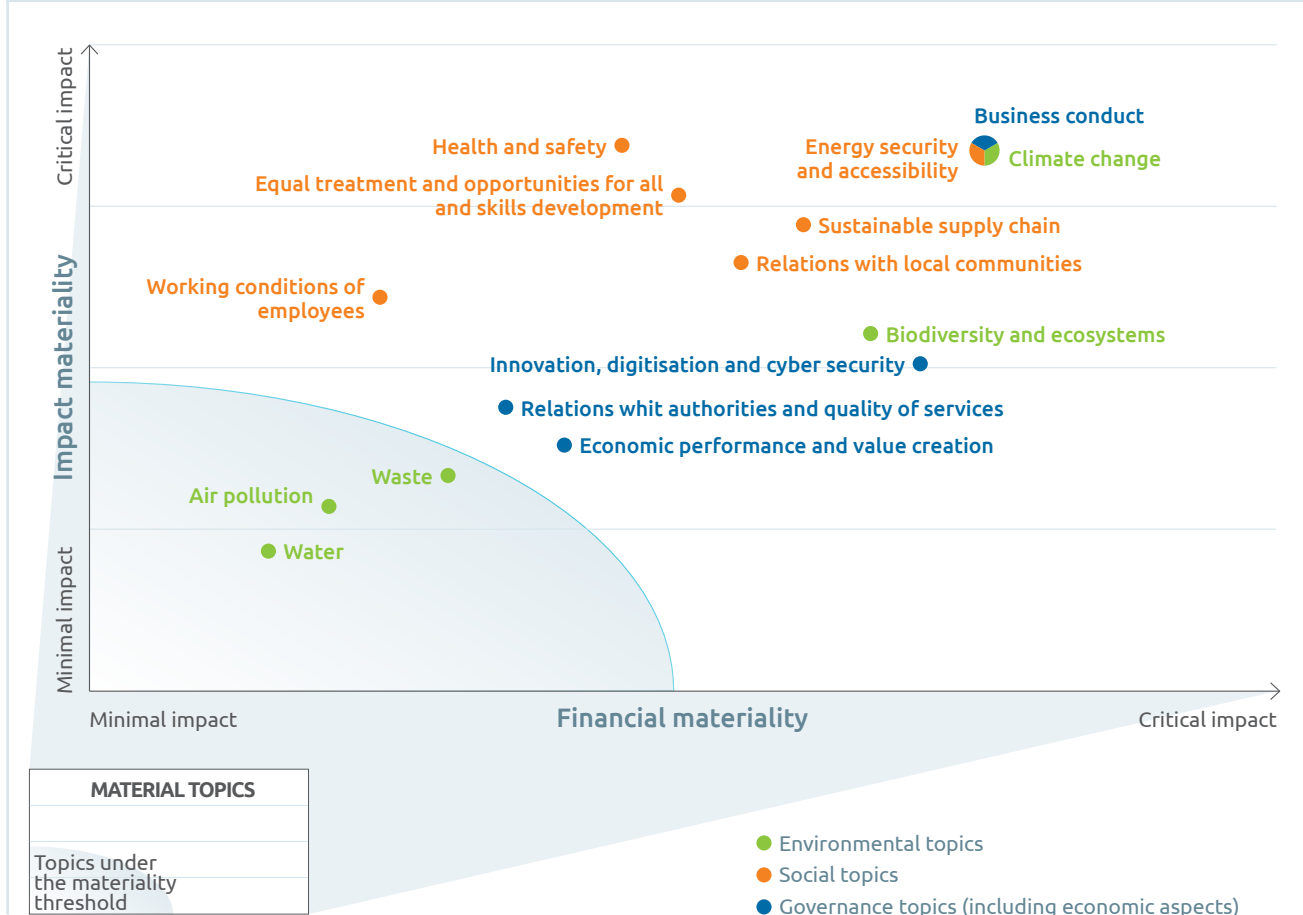 Critical impact
Impact materiality
Minimal impact
Business conduct
Health and safety
Energy security
and accessibility
Climate change
Equal treatment and opportunities for all
and skills development
Sustainable supply chain
Relations with local communities
Working conditions of
employees
Biodiversity and ecosystems
Innovation, digitisation and cyber security
Relations whit authorities and quality of services
Economic performance and value creation
Waste
Air pollution
Water
Minimal impact
Financial materiality
Critical impact
MATERIAL TOPICS
Topics under
the materiality
threshold
Environmental topics
Social topics
Governance topics (including economic aspects)